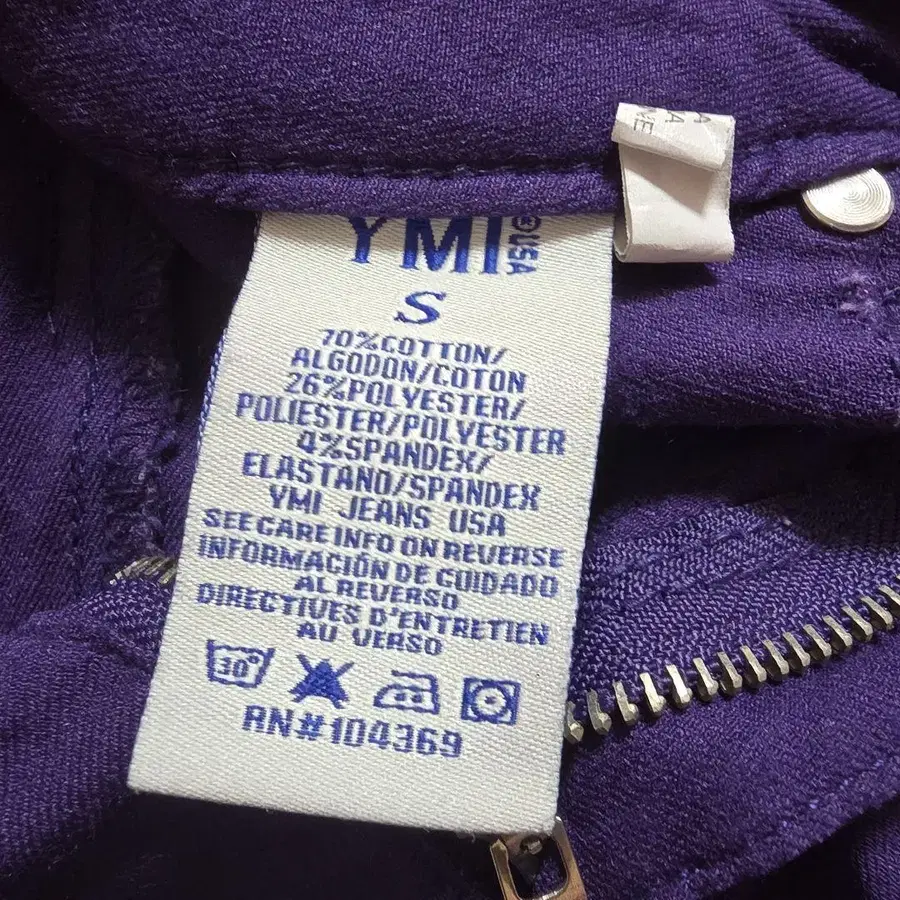 YMI®USA
S
70%COTTON/
ALGODON/COTON
26%POLYESTER/
POLIESTER/POLYESTER
4%SPANDEX/
ELASTANO/SPANDEX
YMI JEANS USA
SEE CARE INFO ON REVERSE
INFORMACIÓN DE CUIDADO
AL REVERSO
DIRECTIVES D'ENTRETIEN
AU VERSO
30°
RN#104369